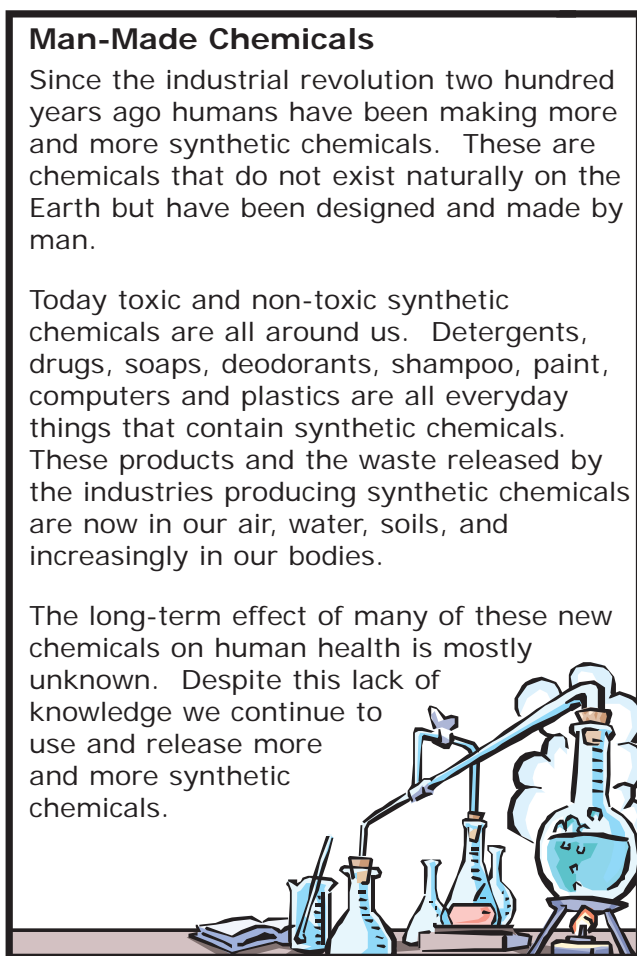 Man-Made Chemicals
Since the industrial revolution two hundred
years ago humans have been making more
and more synthetic chemicals.  These are
chemicals that do not exist naturally on the
Earth but have been designed and made by
man.
Today toxic and non-toxic synthetic
chemicals are all around us.  Detergents,
drugs, soaps, deodorants, shampoo, paint,
computers and plastics are all everyday
things that contain synthetic chemicals.
These products and the waste released by
the industries producing synthetic chemicals
are now in our air, water, soils, and
increasingly in our bodies.
The long-term effect of many of these new
chemicals on human health is mostly
unknown.  Despite this lack of
knowledge we continue to
use and release more
and more synthetic
chemicals.